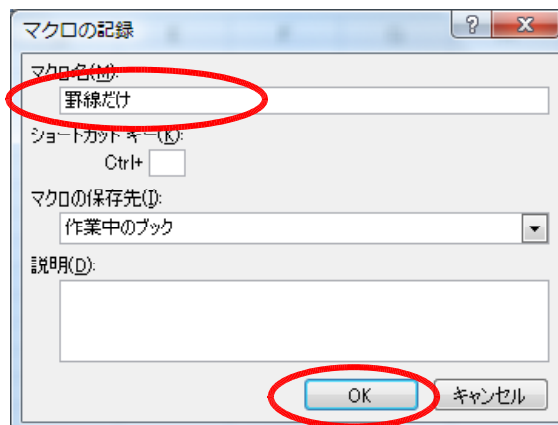 マクロの記録
マクロ名(M):
罫線だけ
ショートカット キー(K):
Ctrl+
マクロの保存先(I):
作業中のブック
説明(D):
OK キャンセル